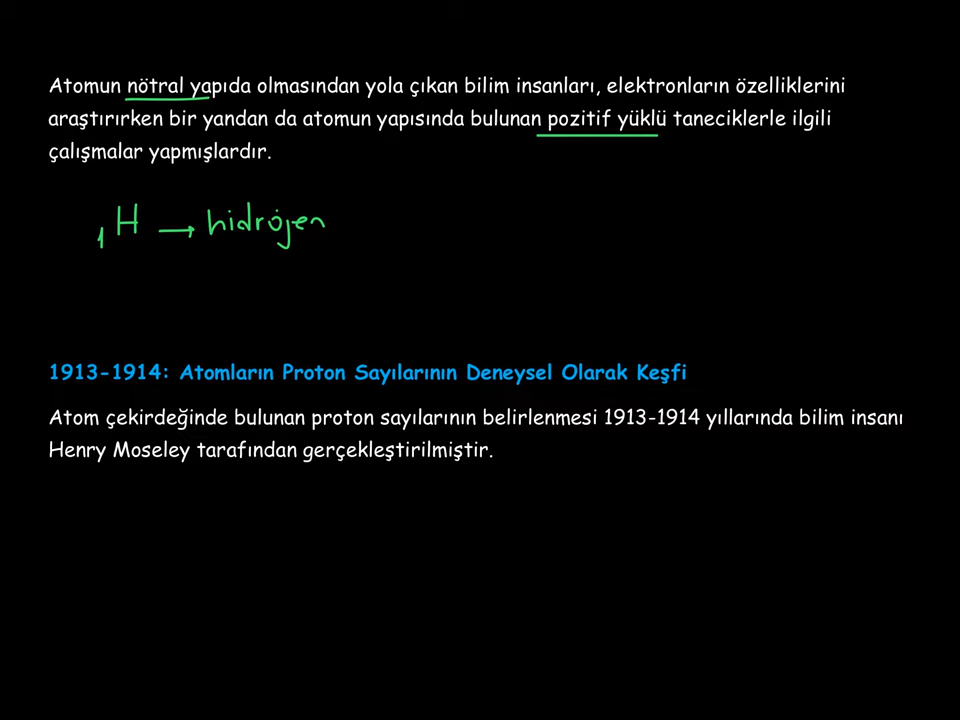 Atomun nötral yapıda olmasından yola çıkan bilim insanları, elektronların özelliklerini
araştırırken bir yandan da atomun yapısında bulunan pozitif yüklü taneciklerle ilgili
çalışmalar yapmışlardır.
₁H → hidrojen
1913-1914: Atomların Proton Sayılarının Deneysel Olarak Keşfi
Atom çekirdeğinde bulunan proton sayılarının belirlenmesi 1913-1914 yıllarında bilim insanı
Henry Moseley tarafından gerçekleştirilmiştir.